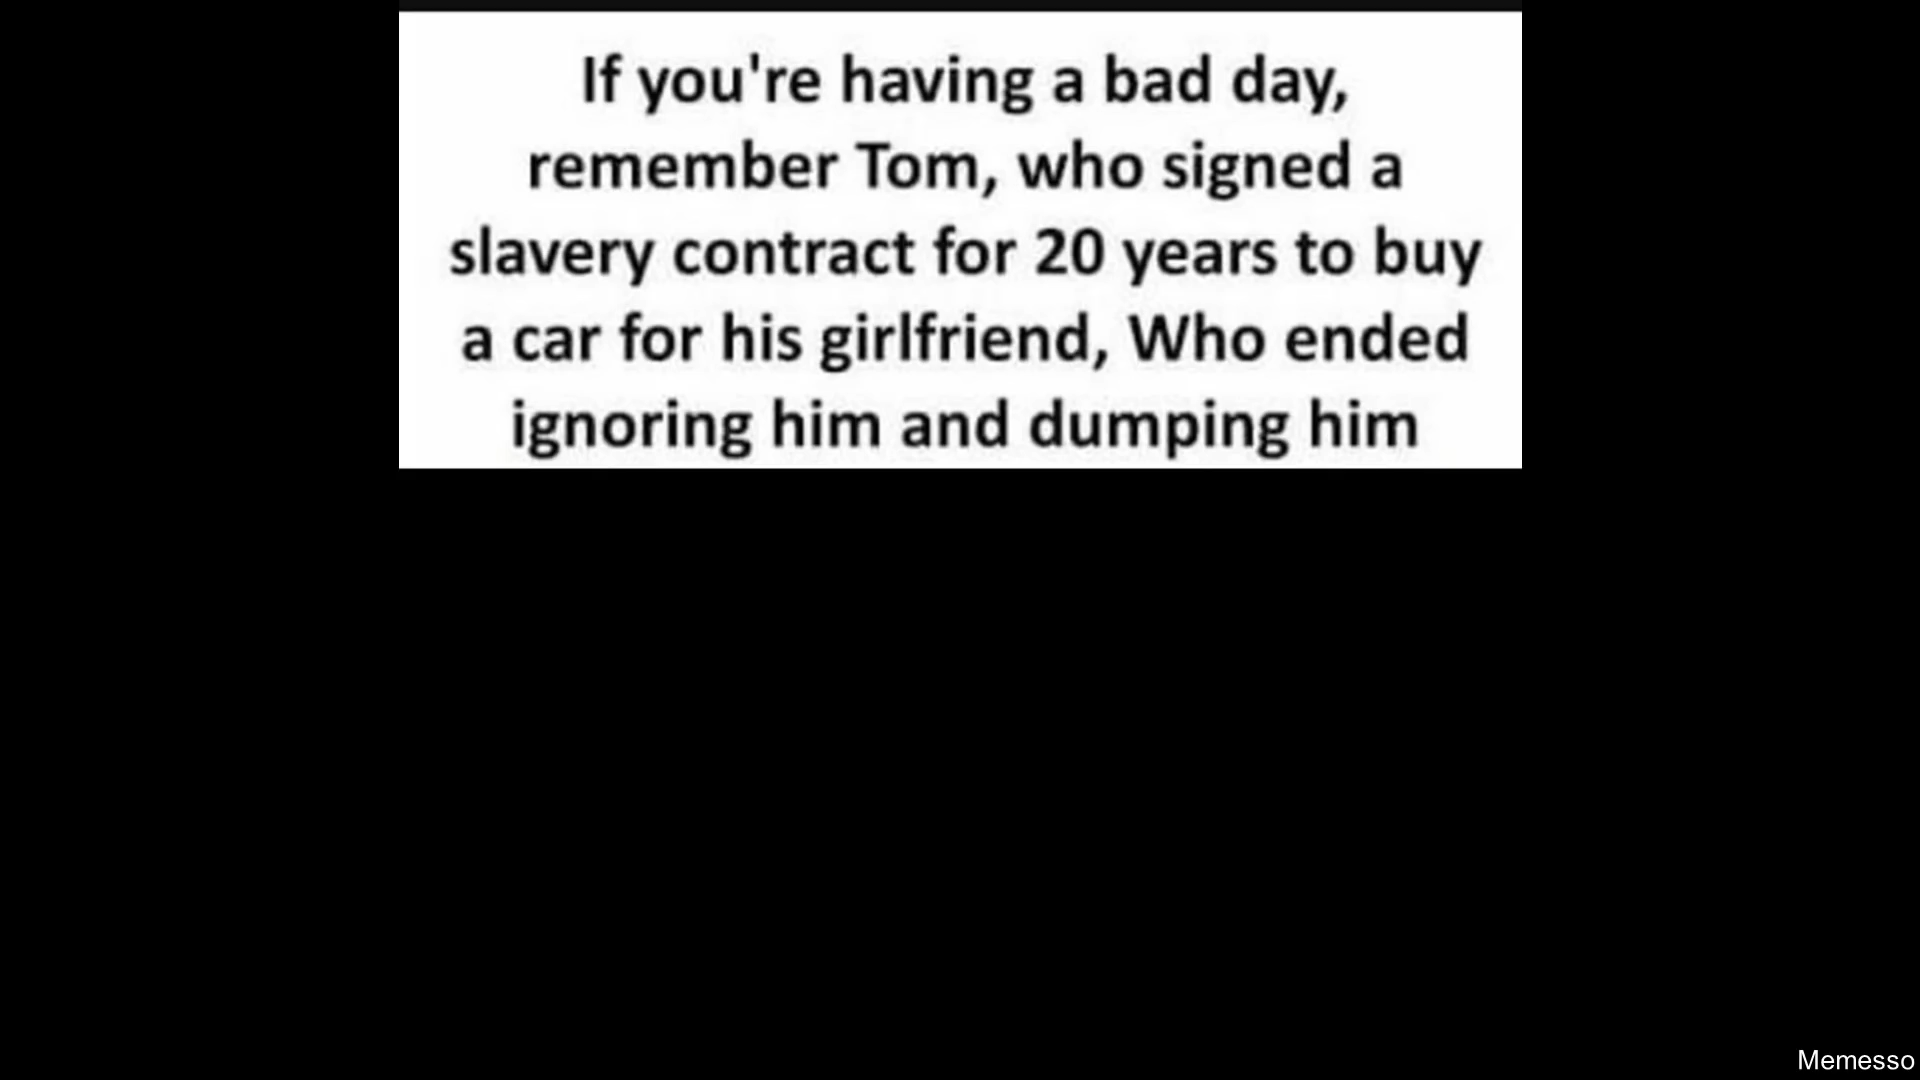 If you're having a bad day,
remember Tom, who signed a
slavery contract for 20 years to buy
a car for his girlfriend, Who ended
ignoring him and dumping him
Memesso